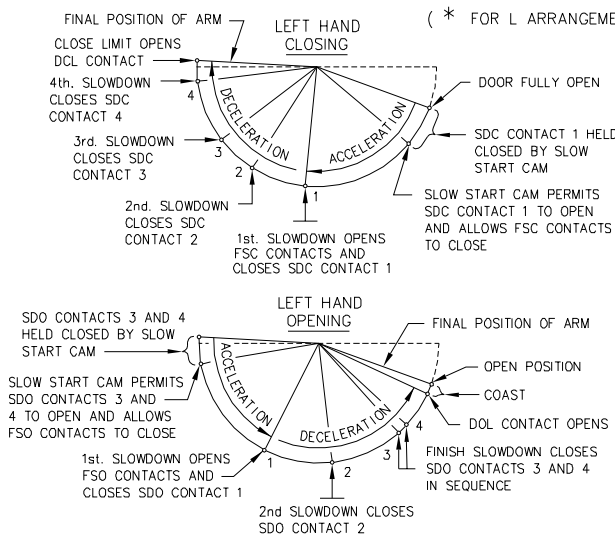 ( * FOR L ARRANGEME
FINAL POSITION OF ARM
LEFT HAND
CLOSING
CLOSE LIMIT OPENS
DCL CONTACT
4th. SLOWDOWN
CLOSES SDC
CONTACT 4
4
3rd. SLOWDOWN
CLOSES SDC
CONTACT 3
3
2nd. SLOWDOWN
CLOSES SDC
CONTACT 2
2
DECELERATION
ACCELERATION
1
1st. SLOWDOWN OPENS
FSC CONTACTS AND
CLOSES SDC CONTACT 1
DOOR FULLY OPEN
SDC CONTACT 1 HELD
CLOSED BY SLOW
START CAM
SLOW START CAM PERMITS
SDC CONTACT 1 TO OPEN
AND ALLOWS FSC CONTACTS
TO CLOSE
LEFT HAND
OPENING
SDO CONTACTS 3 AND 4
HELD CLOSED BY SLOW
START CAM
SLOW START CAM PERMITS
SDO CONTACTS 3 AND
4 TO OPEN AND ALLOWS
FSO CONTACTS TO CLOSE
ACCELERATION
DECELERATION
1
1st. SLOWDOWN OPENS
FSO CONTACTS AND
CLOSES SDO CONTACT 1
2
2nd SLOWDOWN CLOSES
SDO CONTACT 2
3
4
FINAL POSITION OF ARM
OPEN POSITION
COAST
DOL CONTACT OPENS
FINISH SLOWDOWN CLOSES
SDO CONTACTS 3 AND 4
IN SEQUENCE